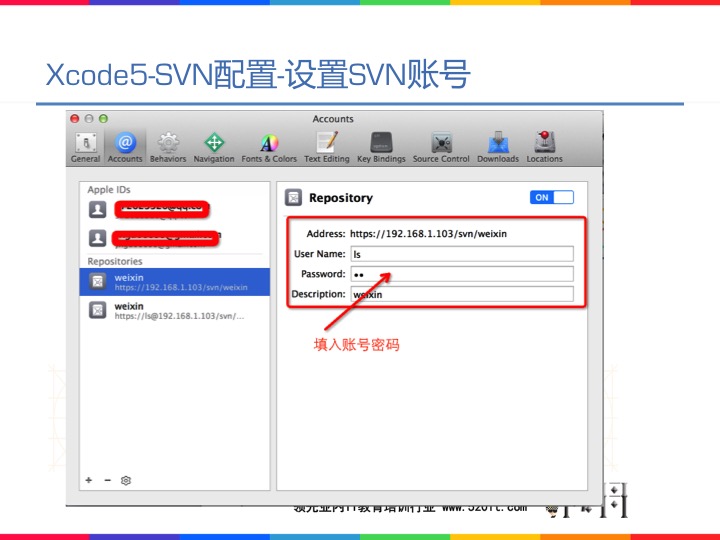 Xcode5-SVN配置-设置SVN账号
Accounts
General Accounts Behaviors Navigation Fonts & Colors Text Editing Key Bindings Source Control Downloads Locations
Apple IDs
Repositories
weixin
https://192.168.1.103/svn/weixin
weixin
https://ls@192.168.1.103/svn/...
Repository
ON
Address: https://192.168.1.103/svn/weixin
User Name: ls
Password: ••
Description: weixin
填入账号密码
领先业内IT教育培训行业 www.520it.com